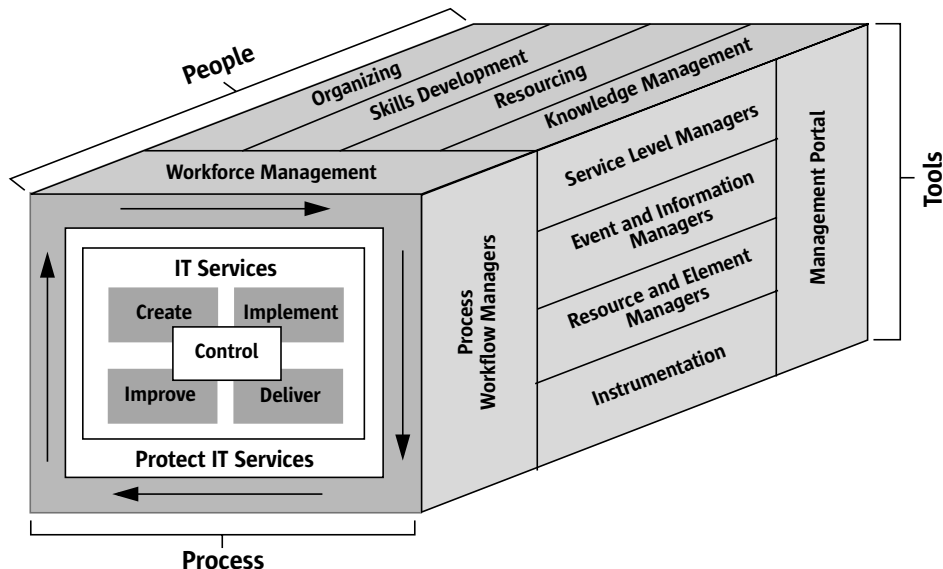 People
Organizing
Skills Development
Resourcing
Knowledge Management
Workforce Management
Service Level Managers
Event and Information
Managers
Resource and Element
Managers
Instrumentation
Process
Workflow Managers
Management Portal
Tools
IT Services
Create
Implement
Control
Improve
Deliver
Protect IT Services
Process